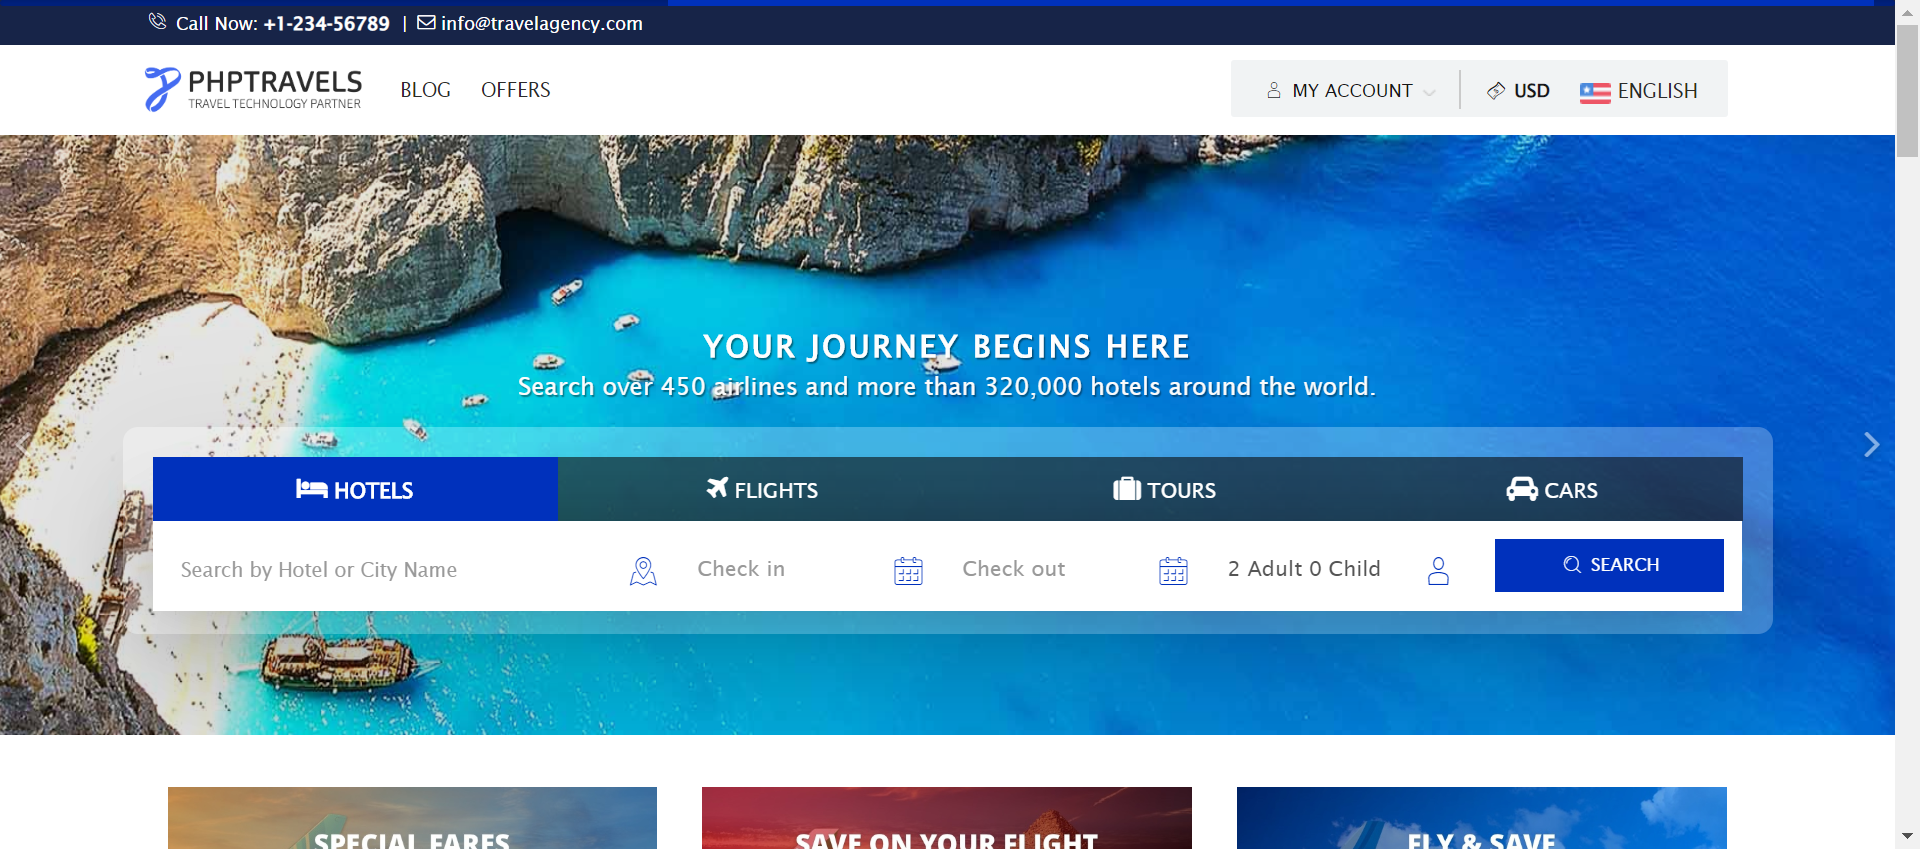 Call Now: +1-234-56789 | info@travelagency.com
PHPTRAVELS
TRAVEL TECHNOLOGY PARTNER
BLOG OFFERS
MY ACCOUNT USD ENGLISH
YOUR JOURNEY BEGINS HERE
Search over 450 airlines and more than 320,000 hotels around the world.
HOTELS FLIGHTS TOURS CARS
Search by Hotel or City Name Check in Check out 2 Adult 0 Child SEARCH
SPECIAL FARES SAVE ON YOUR FLIGHT FLY & SAVE